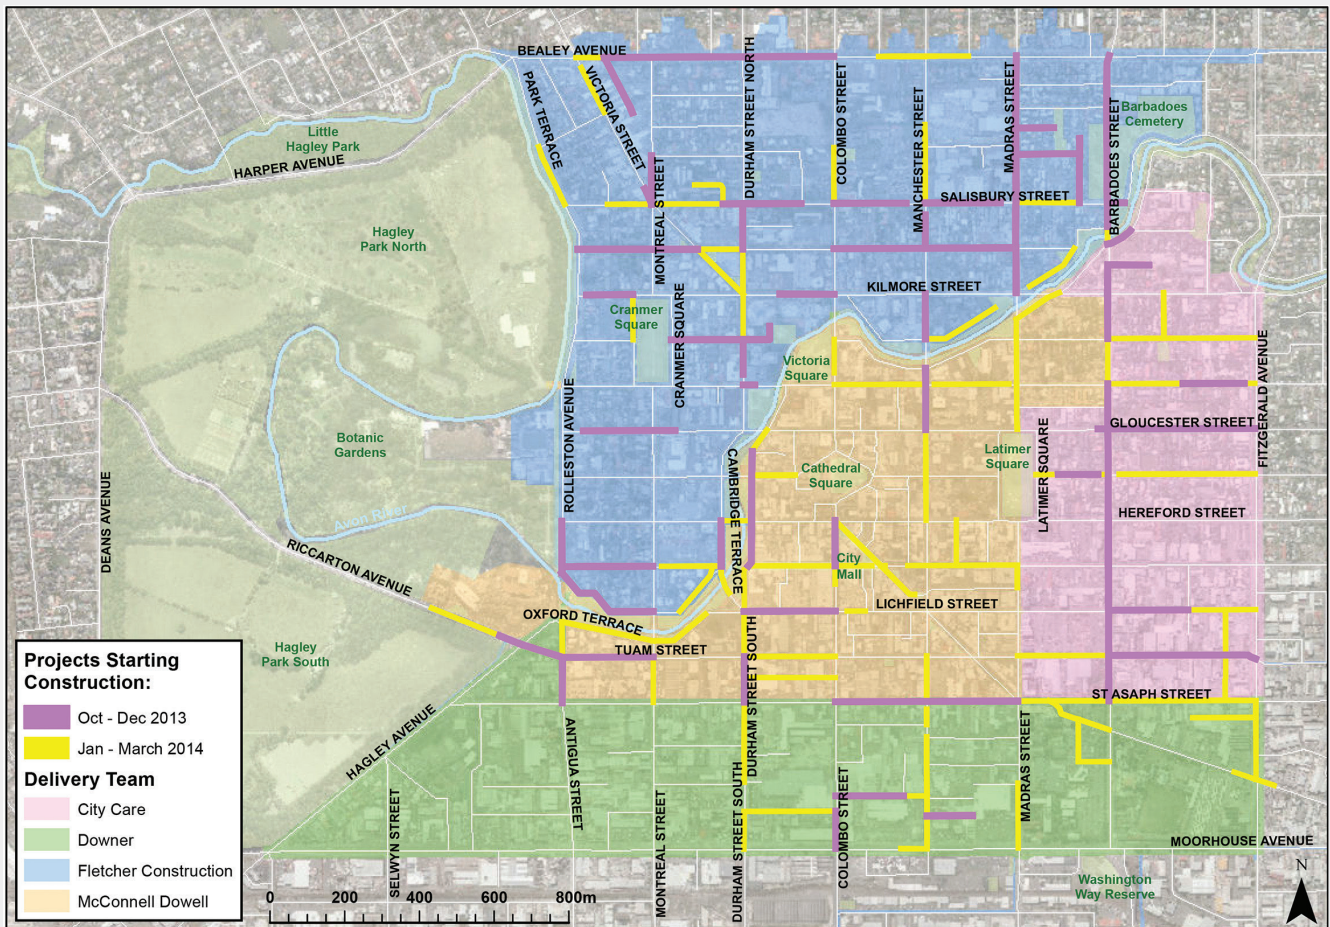 BEALEY AVENUE
PARK TERRACE
VICTORIA STREET
MONTREAL STREET
DURHAM STREET NORTH
COLOMBO STREET
MANCHESTER STREET
MADRAS STREET
BARBADOES STREET
Barbadoes
Cemetery
Little
Hagley Park
HARPER AVENUE
SALISBURY STREET
Hagley
Park North
KILMORE STREET
Cranmer
Square
CRANMER SQUARE
Victoria
Square
FITZGERALD AVENUE
ROLLESTON AVENUE
GLOUCESTER STREET
Botanic
Gardens
Latimer
Square
LATIMER SQUARE
Cathedral
Square
CAMBRIDGE TERRACE
DEANS AVENUE
Avon River
HEREFORD STREET
RICCARTON AVENUE
City
Mall
LICHFIELD STREET
OXFORD TERRACE
TUAM STREET
Hagley
Park South
DURHAM STREET SOUTH
ST ASAPH STREET
HAGLEY AVENUE
ANTIGUA STREET
MADRAS STREET
SELVYN STREET
MONTREAL STREET
DURHAM STREET SOUTH
COLOMBO STREET
MOORHOUSE AVENUE
Washington
Way Reserve
N
Projects Starting
Construction:
Oct - Dec 2013
Jan - March 2014
Delivery Team
City Care
Downer
Fletcher Construction
McConnell Dowell
0 200 400 600 800m